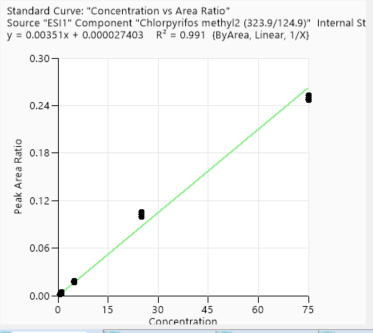 Standard Curve: "Concentration vs Area Ratio"
Source "ESI1" Component "Chlorpyrifos methyl2 (323.9/124.9)" Internal St
y = 0.00351x + 0.000027403 R² = 0.991 {ByArea, Linear, 1/X}
0.30
0.24
0.18
0.12
0.06
0.00
Peak Area Ratio
0 15 30 45 60 75
Concentration